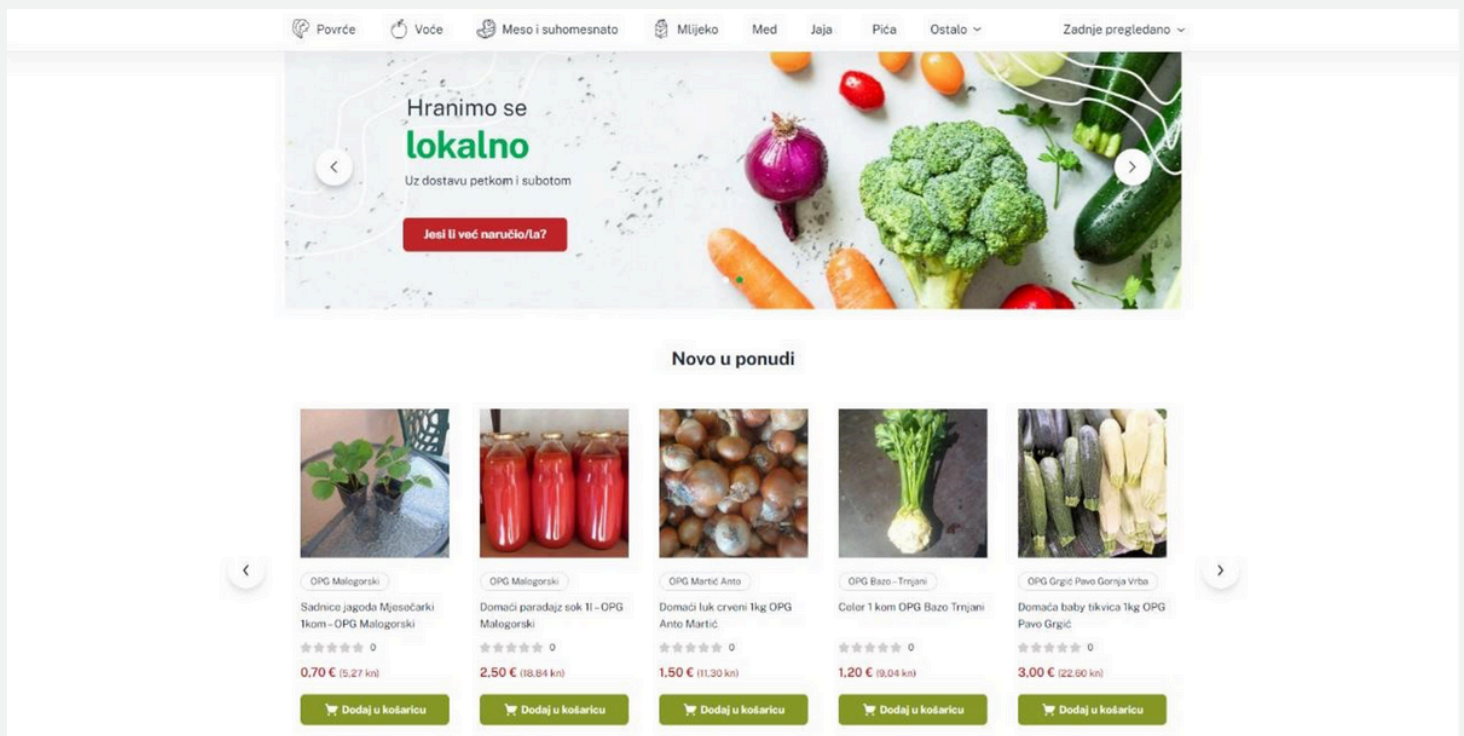 Povrće
Voće
Meso i suhomesnato
Mlijeko
Med
Jaja
Pića
Ostalo
Zadnje pregledano
Hranimo se
lokalno
Uz dostavu petkom i subotom
Jesi li već naručio/la?
Novo u ponudi
OPG Malogorski
Sadnice jagoda Mjesečarki
1kom – OPG Malogorski
0
0,70 € (5,27 kn)
Dodaj u košaricu
OPG Malogorski
Domaći paradajz sok 1l – OPG
Malogorski
0
2,50 € (18,84 kn)
Dodaj u košaricu
OPG Martić Anto
Domaći luk crveni 1kg OPG
Anto Martić
0
1,50 € (11,30 kn)
Dodaj u košaricu
OPG Bazo – Trnjani
Celer 1 kom OPG Bazo Trnjani
0
1,20 € (9,04 kn)
Dodaj u košaricu
OPG Grgić Pavo Gornja Vrba
Domaća baby tikvica 1kg OPG
Pavo Grgić
0
3,00 € (22,60 kn)
Dodaj u košaricu